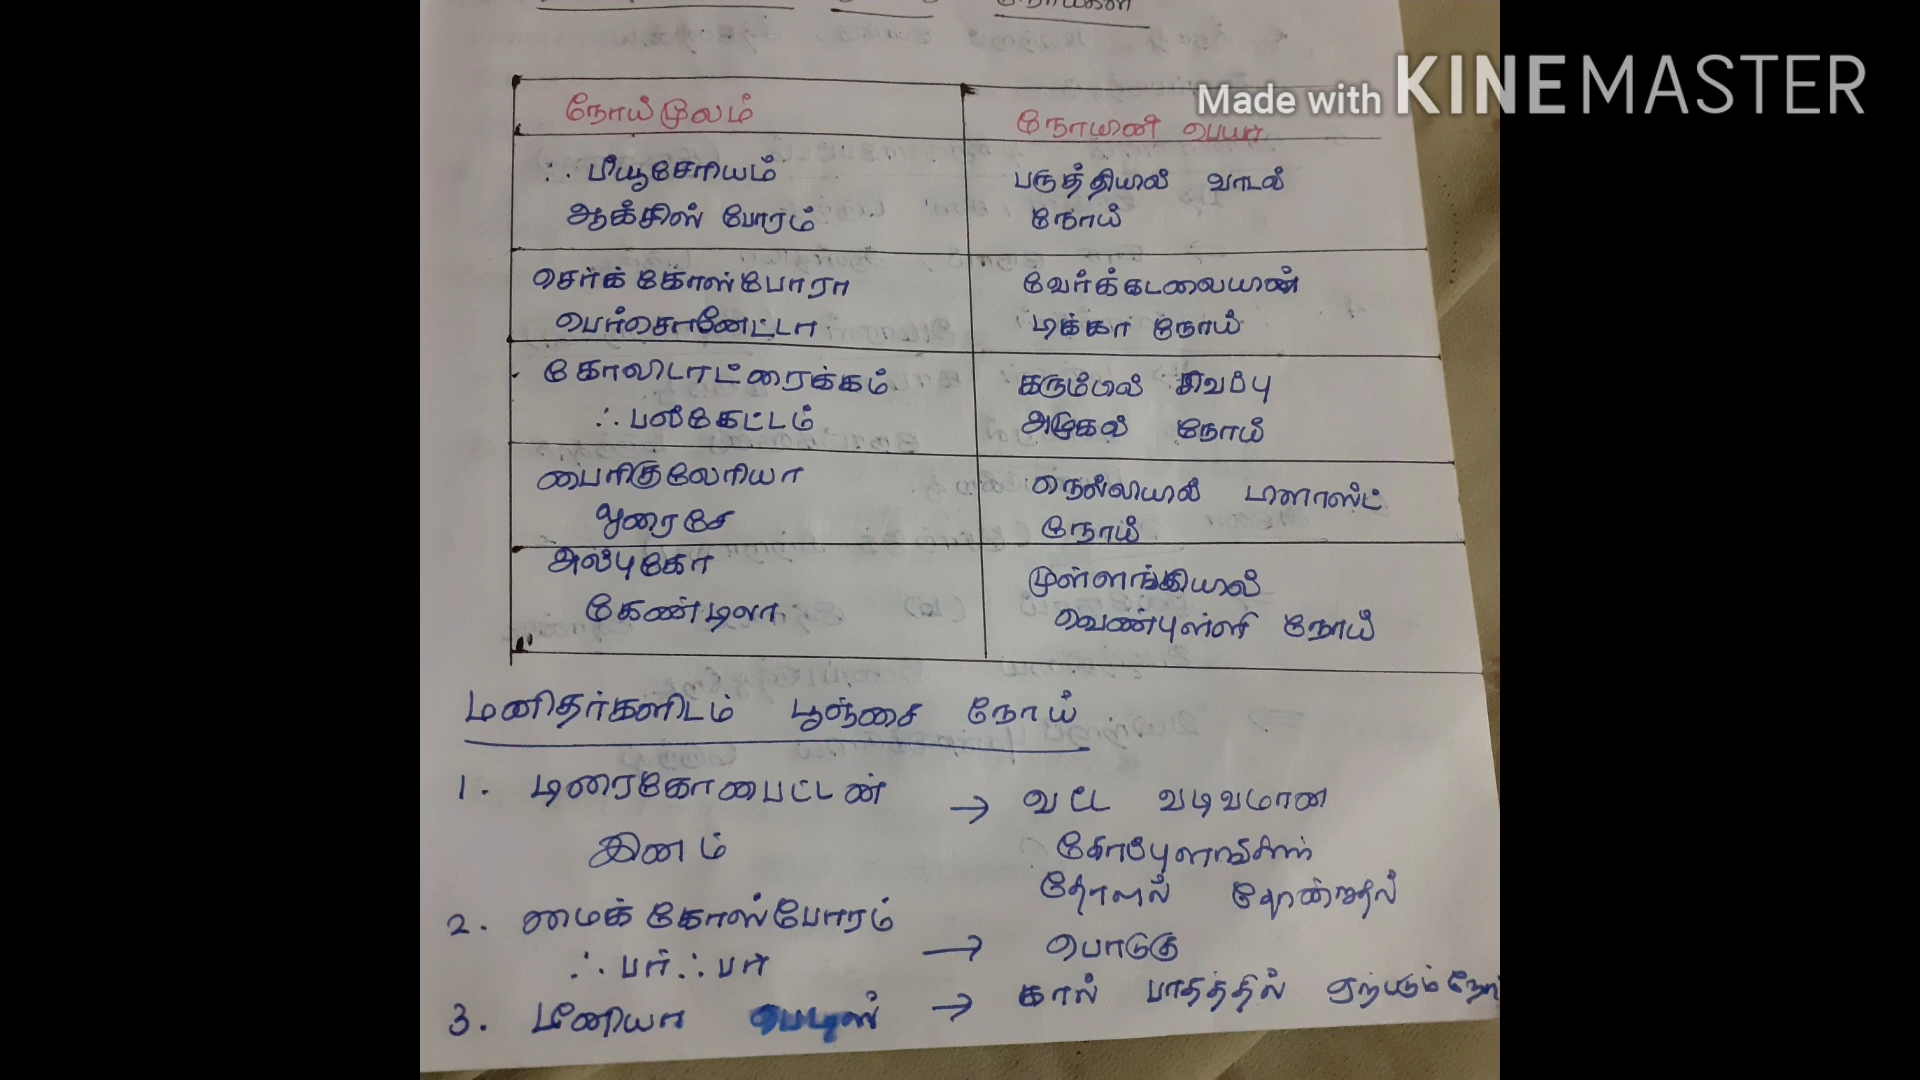 நோய்கள்
Made with KINEMASTER
நோய் மூலம்
நோயின் பெயர்
ஃபியூசேரியம்
ஆக்சிஸ் போரம்
பருத்தியில் வாடல்
நோய்
செர்க்கோஸ்போரா
பெர்சொனேட்டா
வேர்க்கடலையின்
டிக்கா நோய்
கோலிடாட்ரைக்கம்
ஃபல்கேட்டம்
கரும்பில் சிவப்பு
அழுகல் நோய்
பைரிகுலேரியா
ஒரைசே
நெல்லியில் பிளாஸ்ட்
நோய்
அல்புகோ
கேண்டிடா
முள்ளங்கியில்
வெண்புள்ளி நோய்
மனிதர்களிடம் பூஞ்சை நோய்
1. டிரைகோபைட்டன் → வட்ட வடிவமான
இனம் கோப்புளங்கள்
தோலில் தோன்றுதல்
2. மைக்கோஸ்போரம்
ஃபர்ஃபர் → பொடுகு
3. டீனியா பெடிஸ் → கால் பாதத்தில் ஏற்படும்